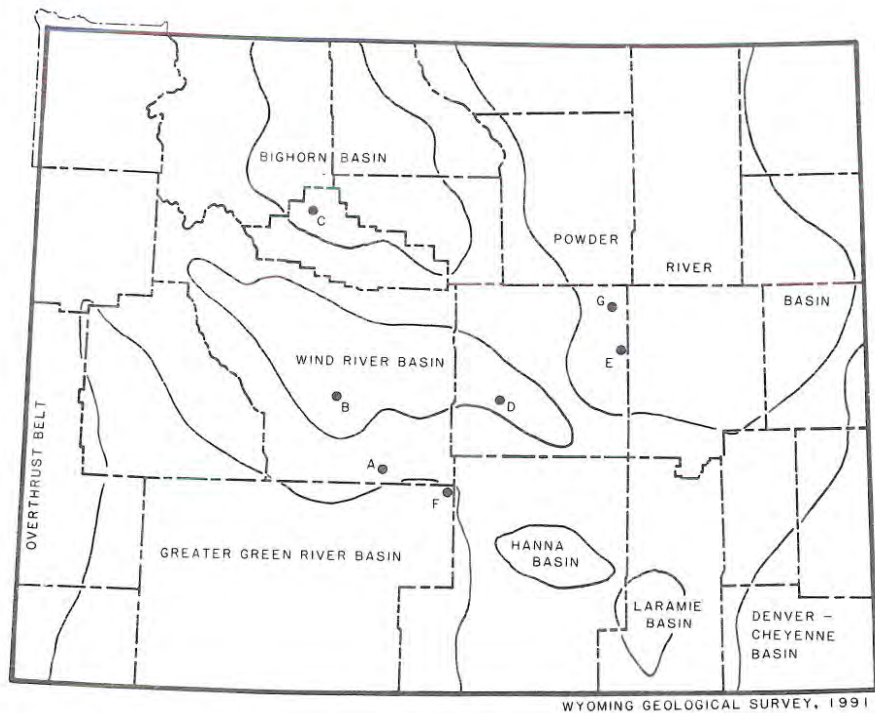 BIGHORN BASIN
C
POWDER
RIVER
BASIN
G
E
WIND RIVER BASIN
B
D
A
F
OVERTHRUST BELT
GREATER GREEN RIVER BASIN
HANNA
BASIN
LARAMIE
BASIN
DENVER –
CHEYENNE
BASIN
WYOMING GEOLOGICAL SURVEY, 1991